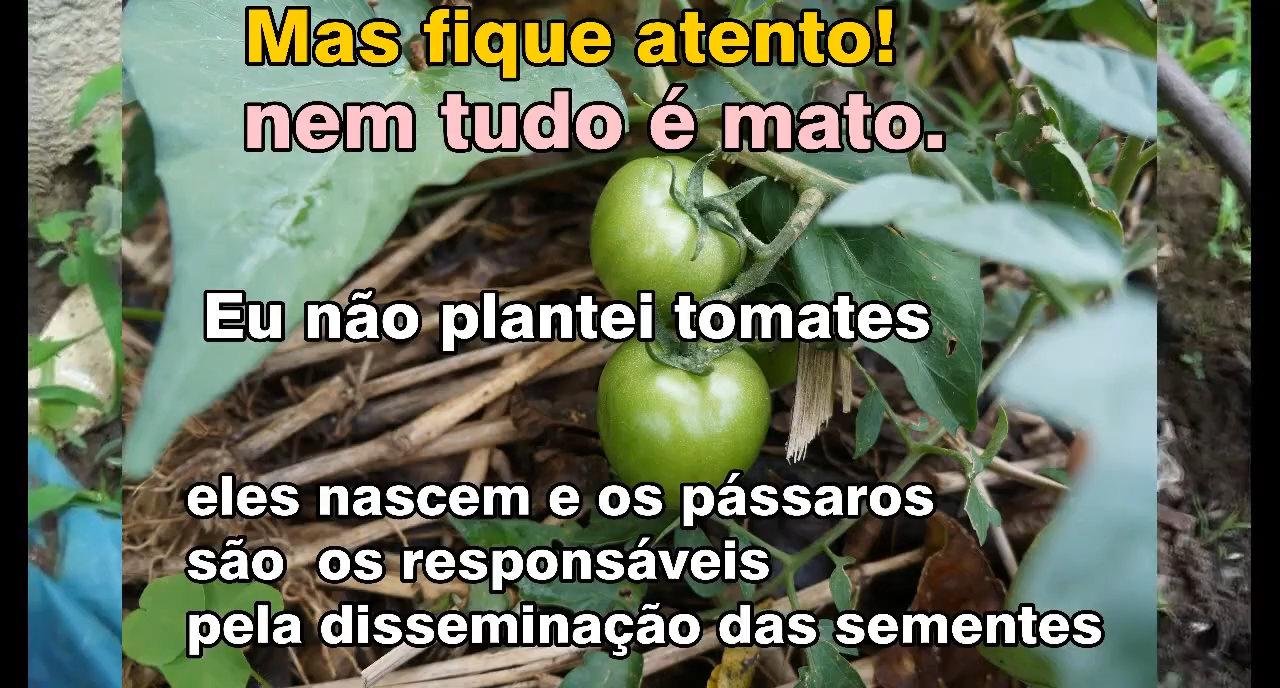 Mas fique atento!
nem tudo é mato.
Eu não plantei tomates
eles nascem e os pássaros
são os responsáveis
pela disseminação das sementes